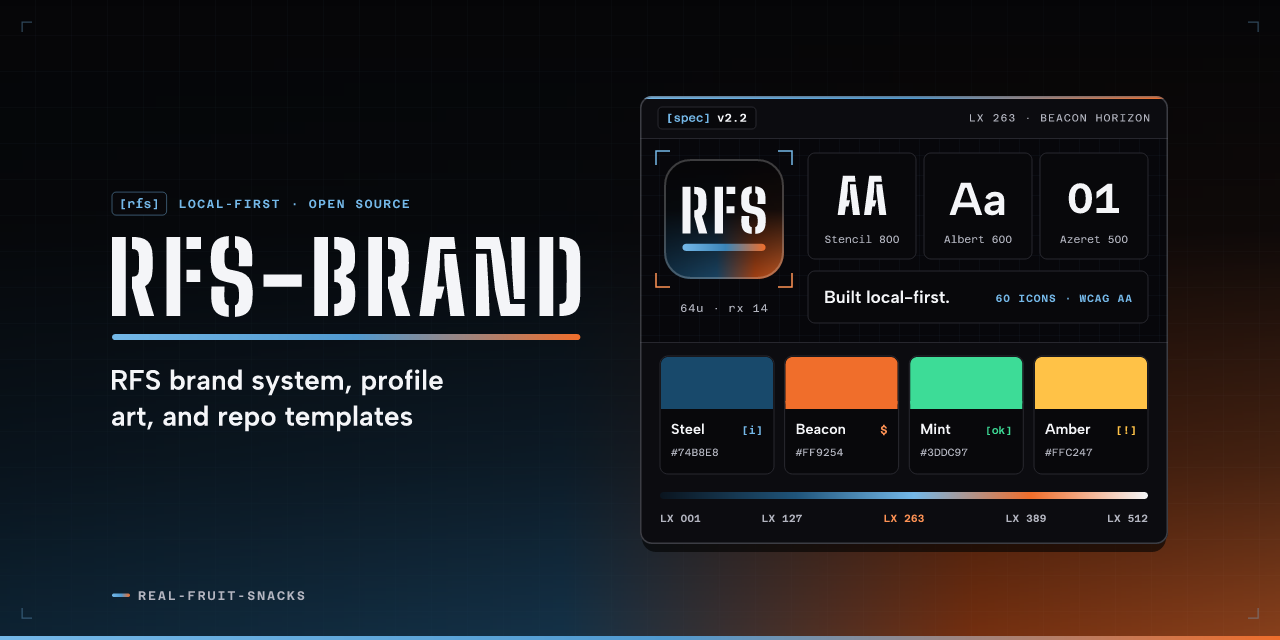 [rfs] LOCAL-FIRST · OPEN SOURCE
RFS-BRAND
RFS brand system, profile
art, and repo templates
REAL-FRUIT-SNACKS
[spec] v2.2
LX 263 · BEACON HORIZON
RFS
64u · rx 14
AA
Stencil 800
Aa
Albert 600
01
Azeret 500
Built local-first.
60 ICONS · WCAG AA
Steel [i]
#74B8E8
Beacon $
#FF9254
Mint [ok]
#3DDC97
Amber [!]
#FFC247
LX 001
LX 127
LX 263
LX 389
LX 512